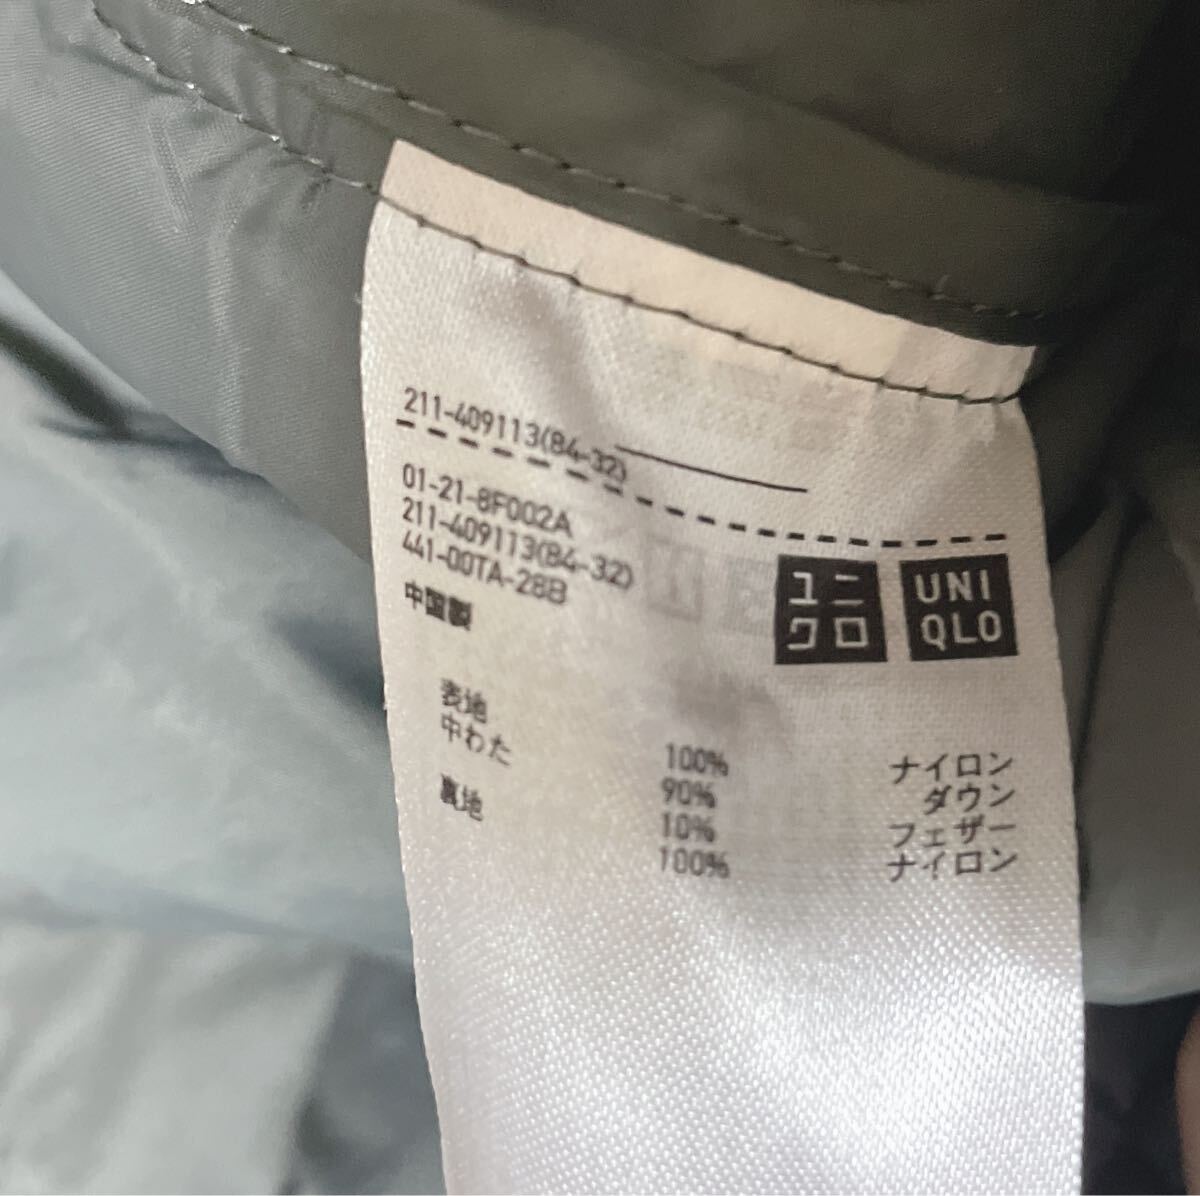 211-409113(84-32)
01-21-8F002A
211-409113(84-32)
441-00TA-28B
中国製
ユニ
クロ
UNI
QLO
表地 100% ナイロン
中わた 90% ダウン
10% フェザー
裏地 100% ナイロン